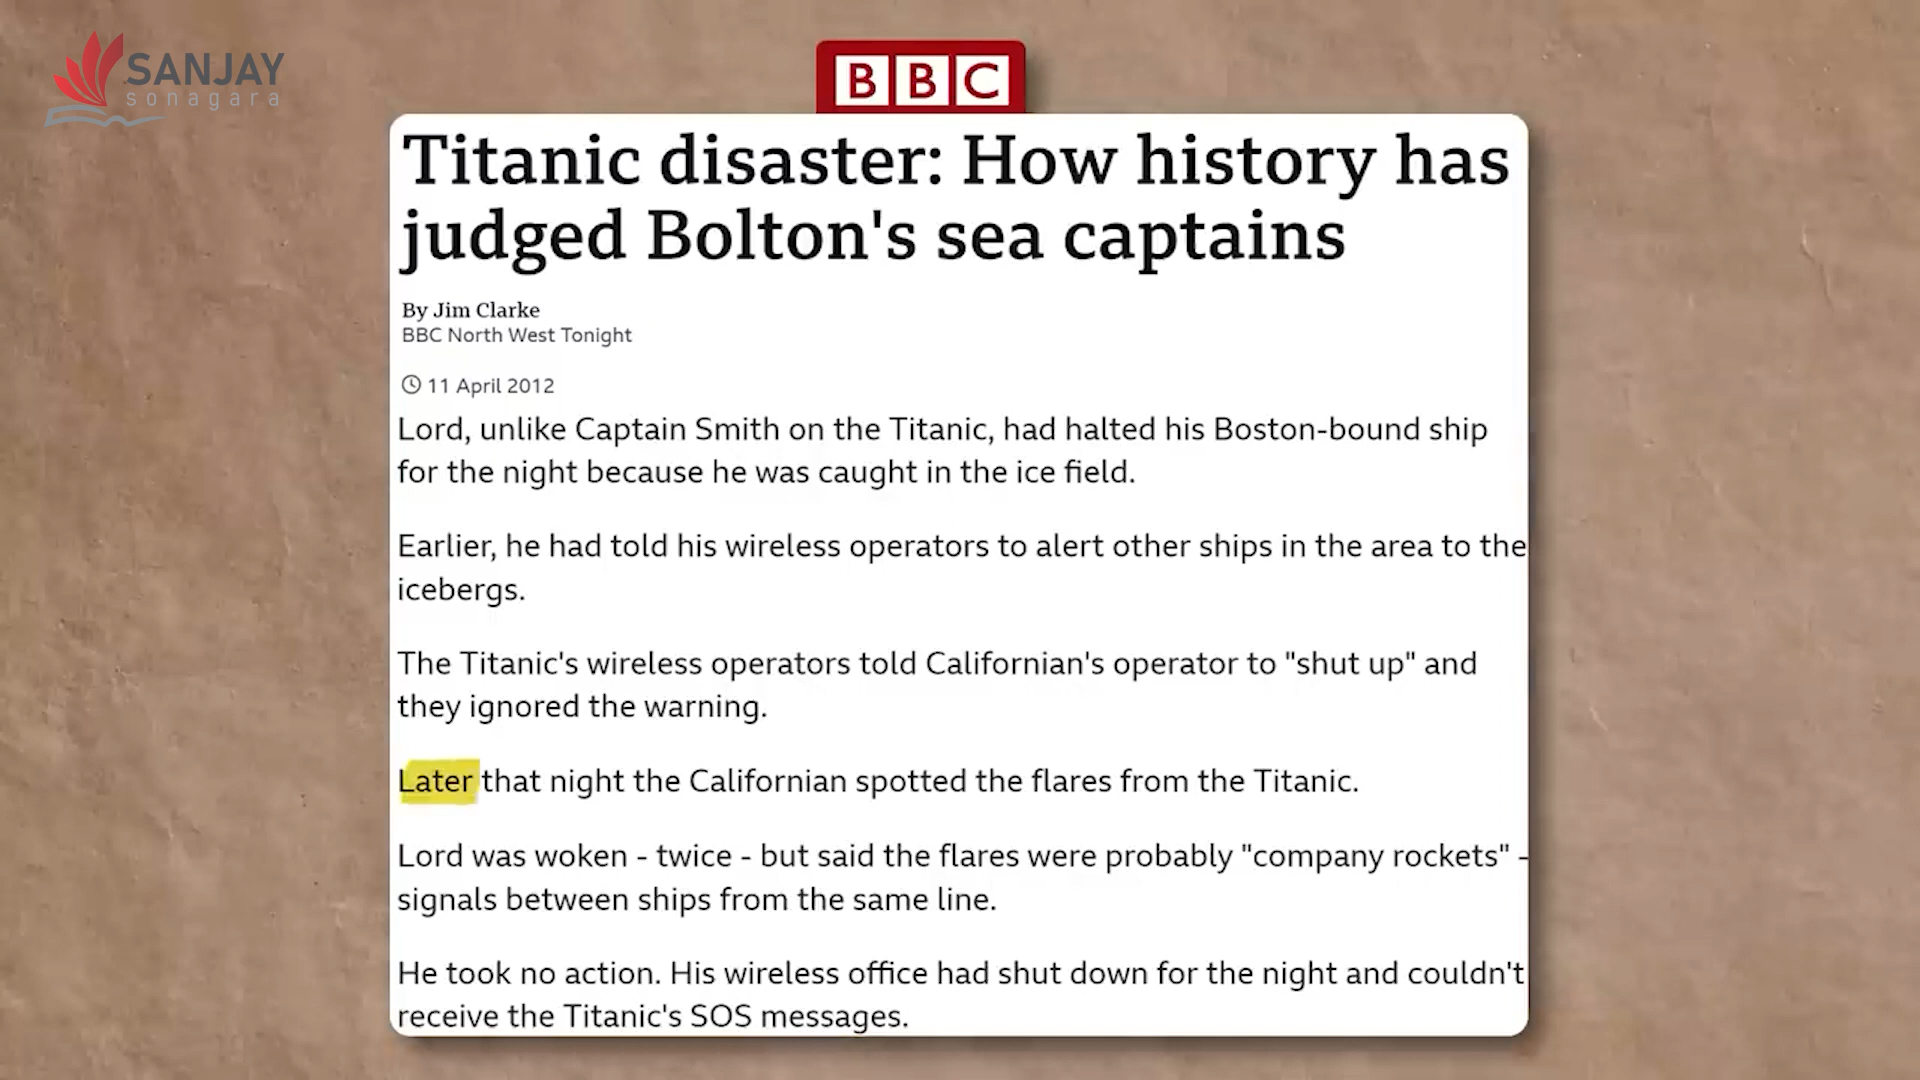 SANJAY
sonagara
BBC
Titanic disaster: How history has
judged Bolton's sea captains
By Jim Clarke
BBC North West Tonight
11 April 2012
Lord, unlike Captain Smith on the Titanic, had halted his Boston-bound ship
for the night because he was caught in the ice field.
Earlier, he had told his wireless operators to alert other ships in the area to the
icebergs.
The Titanic's wireless operators told Californian's operator to "shut up" and
they ignored the warning.
Later that night the Californian spotted the flares from the Titanic.
Lord was woken - twice - but said the flares were probably "company rockets" -
signals between ships from the same line.
He took no action. His wireless office had shut down for the night and couldn't
receive the Titanic's SOS messages.